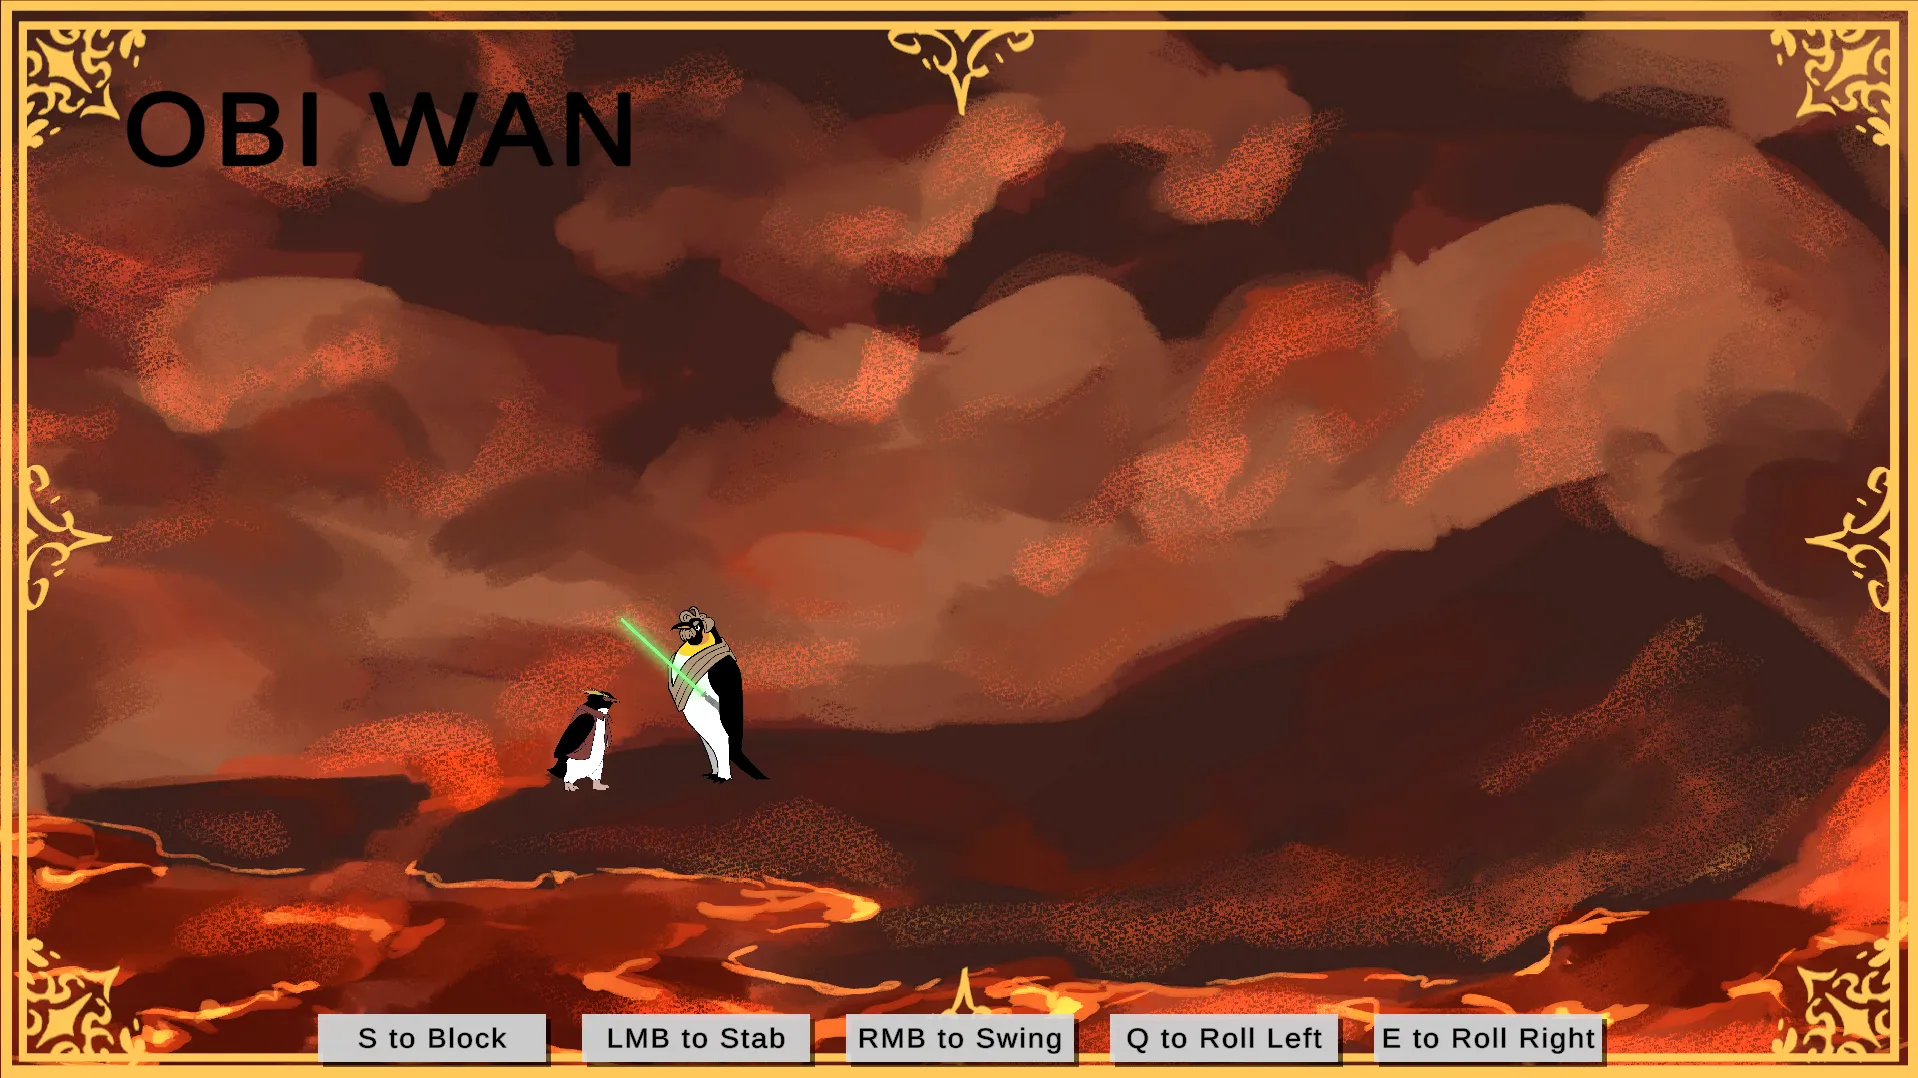 OBI WAN
S to Block
LMB to Stab
RMB to Swing
Q to Roll Left
E to Roll Right